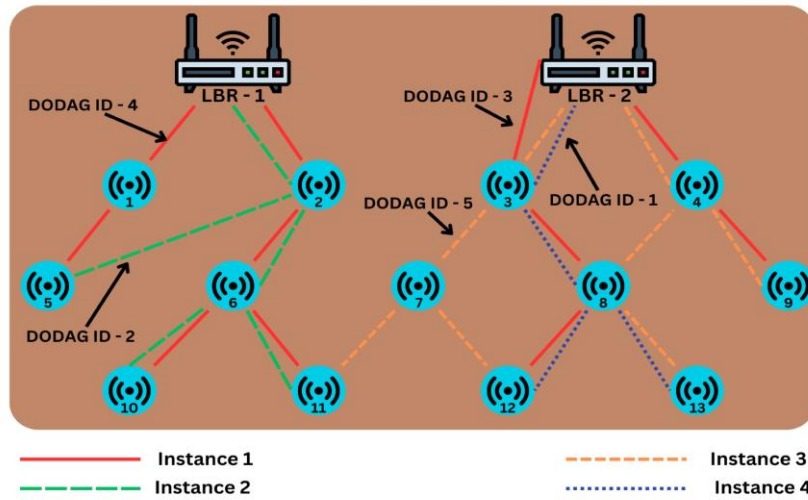 LBR - 1
LBR - 2
DODAG ID - 4
DODAG ID - 3
1
2
3
4
DODAG ID - 5
DODAG ID - 1
5
6
7
8
9
DODAG ID - 2
10
11
12
13
Instance 1
Instance 3
Instance 2
Instance 4